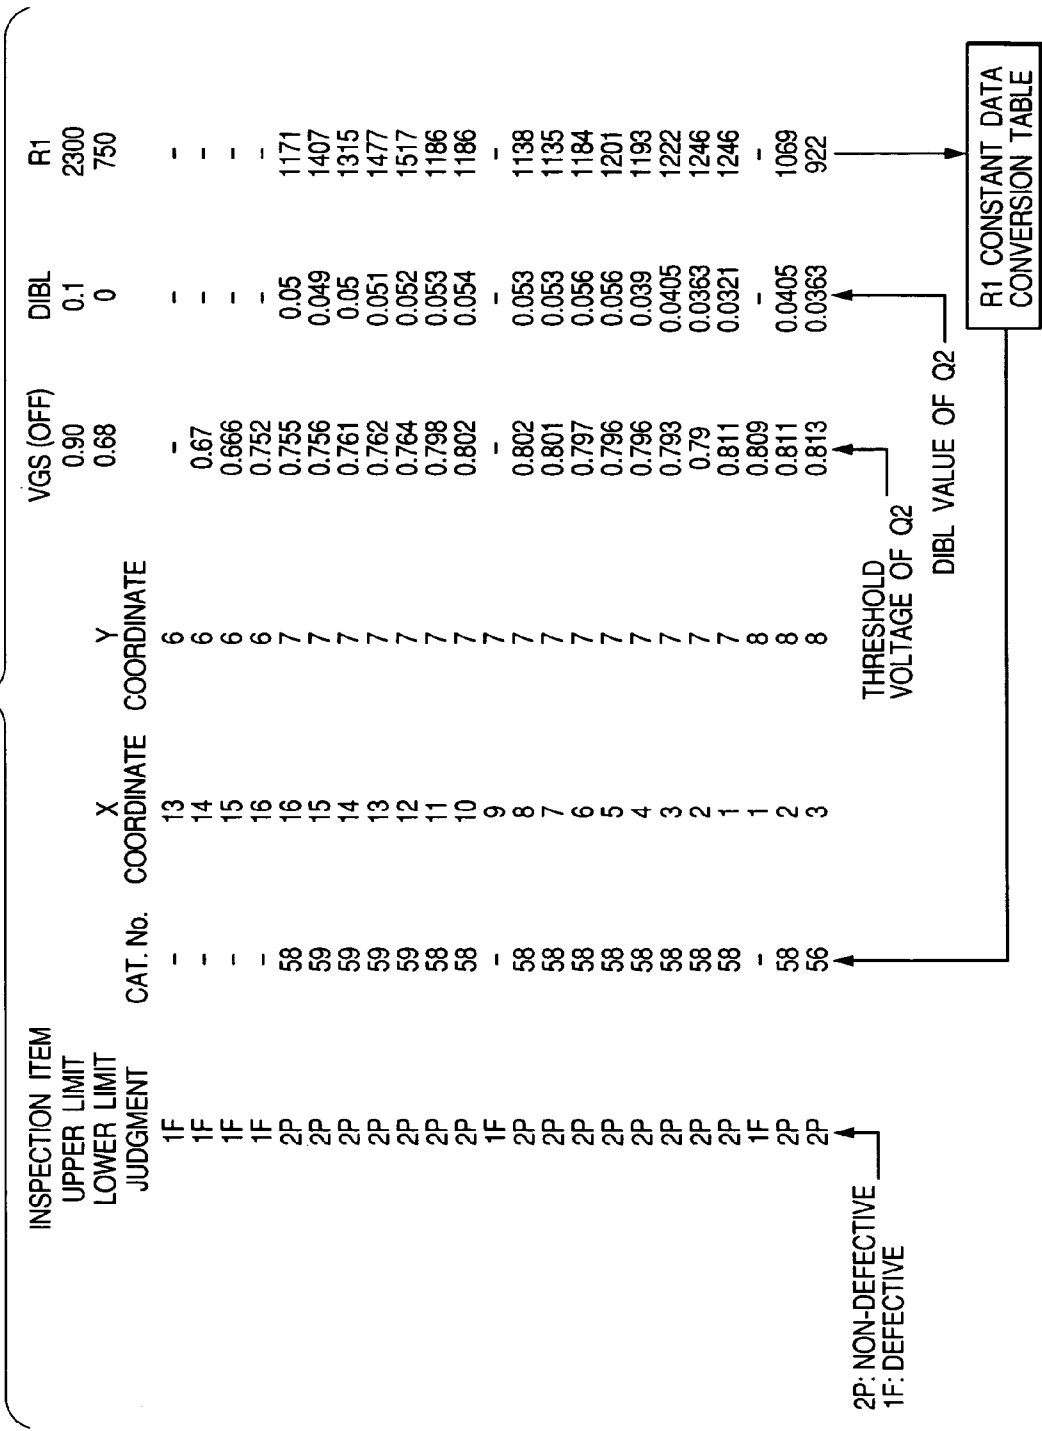 INSPECTION ITEM VGS (OFF) DIBL R1
UPPER LIMIT 0.90 0.1 2300
LOWER LIMIT X Y 0.68 0 750
JUDGMENT CAT. No. COORDINATE COORDINATE
1F - 13 6 - - -
1F - 14 6 0.67 - -
1F - 15 6 0.666 - -
1F - 16 6 0.752 - -
2P 58 16 7 0.755 0.05 1171
2P 59 15 7 0.756 0.049 1407
2P 59 14 7 0.761 0.05 1315
2P 59 13 7 0.762 0.051 1477
2P 59 12 7 0.764 0.052 1517
2P 58 11 7 0.798 0.053 1186
2P 58 10 7 0.802 0.054 1186
1F - 9 7 - - -
2P 58 8 7 0.802 0.053 1138
2P 58 7 7 0.801 0.053 1135
2P 58 6 7 0.797 0.056 1184
2P 58 5 7 0.796 0.056 1201
2P 58 4 7 0.796 0.039 1193
2P 58 3 7 0.793 0.0405 1222
2P 58 2 7 0.79 0.0363 1246
2P 58 1 7 0.811 0.0321 1246
1F - 1 8 0.809 - -
2P 58 2 8 0.811 0.0405 1069
2P 56 3 8 0.813 0.0363 922
2P: NON-DEFECTIVE
1F: DEFECTIVE
THRESHOLD
VOLTAGE OF Q2
DIBL VALUE OF Q2
R1 CONSTANT DATA
CONVERSION TABLE